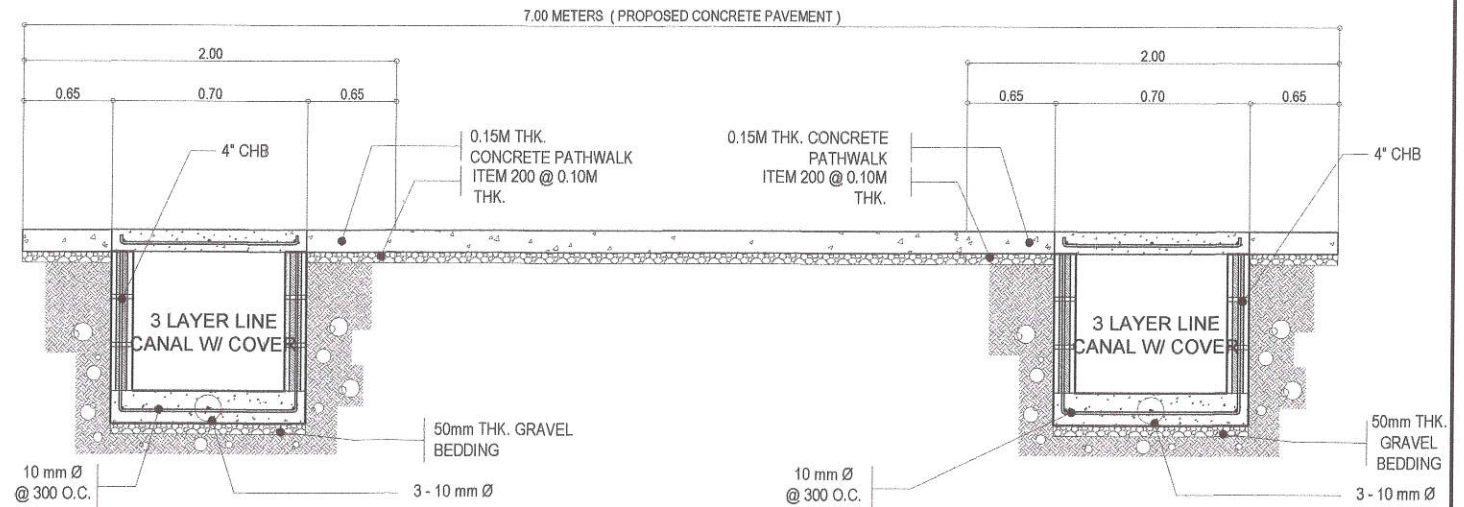 7.00 METERS ( PROPOSED CONCRETE PAVEMENT )
2.00
2.00
0.65
0.70
0.65
0.65
0.70
0.65
4" CHB
0.15M THK.
CONCRETE PATHWALK
ITEM 200 @ 0.10M
THK.
0.15M THK. CONCRETE
PATHWALK
ITEM 200 @ 0.10M
THK.
4" CHB
3 LAYER LINE
CANAL W/ COVER
3 LAYER LINE
CANAL W/ COVER
50mm THK. GRAVEL
BEDDING
50mm THK.
GRAVEL
BEDDING
10 mm Ø
@ 300 O.C.
3 - 10 mm Ø
10 mm Ø
@ 300 O.C.
3 - 10 mm Ø